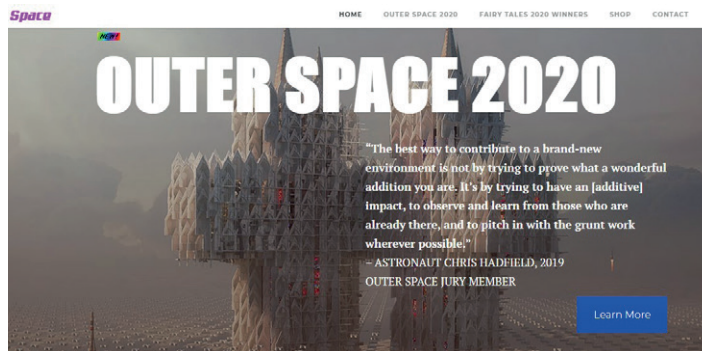 Space
HOME OUTER SPACE 2020 FAIRY TALES 2020 WINNERS SHOP CONTACT
NEW!
OUTER SPACE 2020
“The best way to contribute to a brand-new
environment is not by trying to prove what a wonderful
addition you are. It's by trying to have an [additive]
impact, to observe and learn from those who are
already there, and to pitch in with the grunt work
wherever possible.”
– ASTRONAUT CHRIS HADFIELD, 2019
OUTER SPACE JURY MEMBER
Learn More